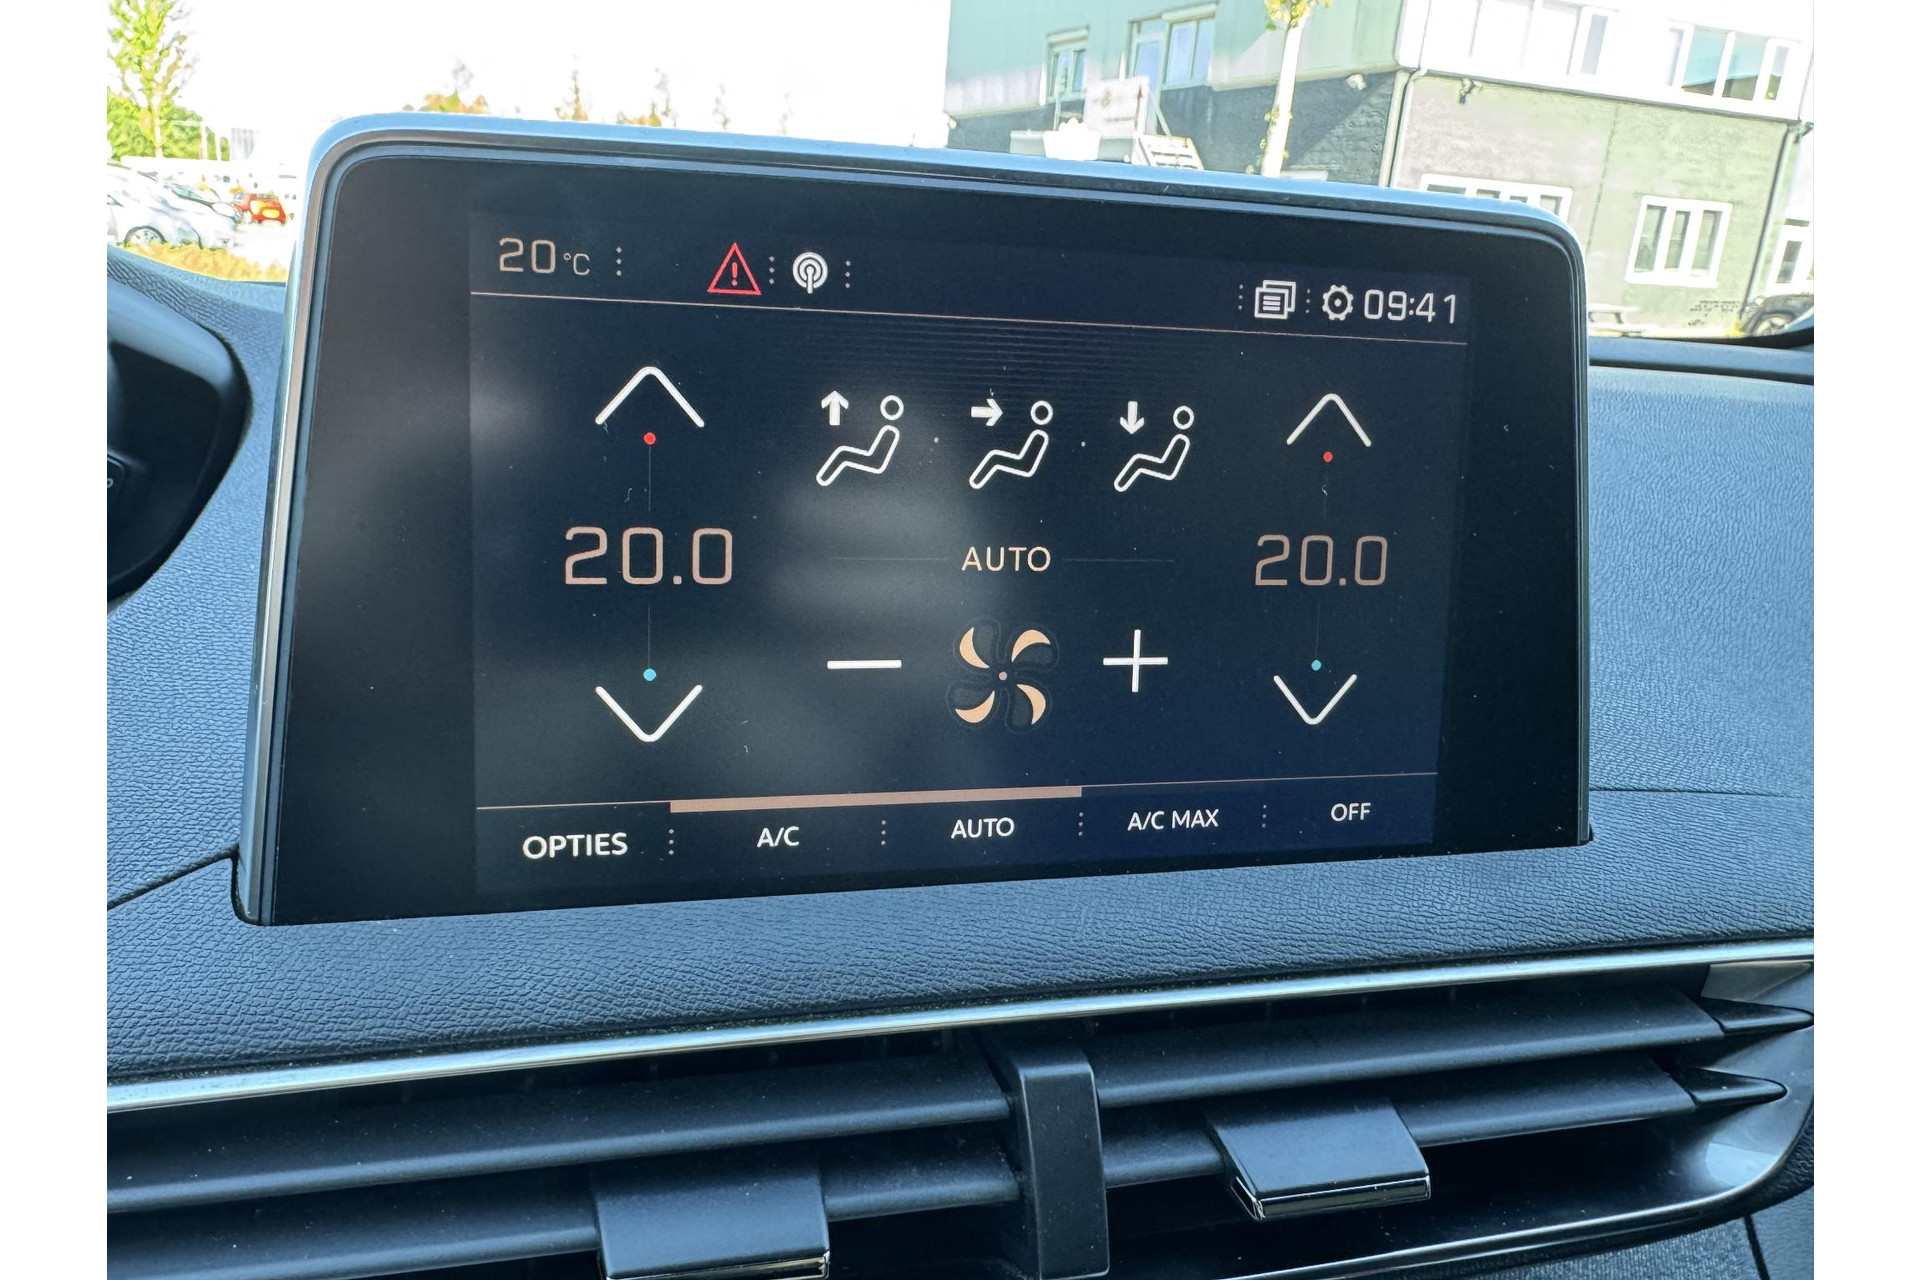 20°C 09:41
20.0 AUTO 20.0
OPTIES A/C AUTO A/C MAX OFF